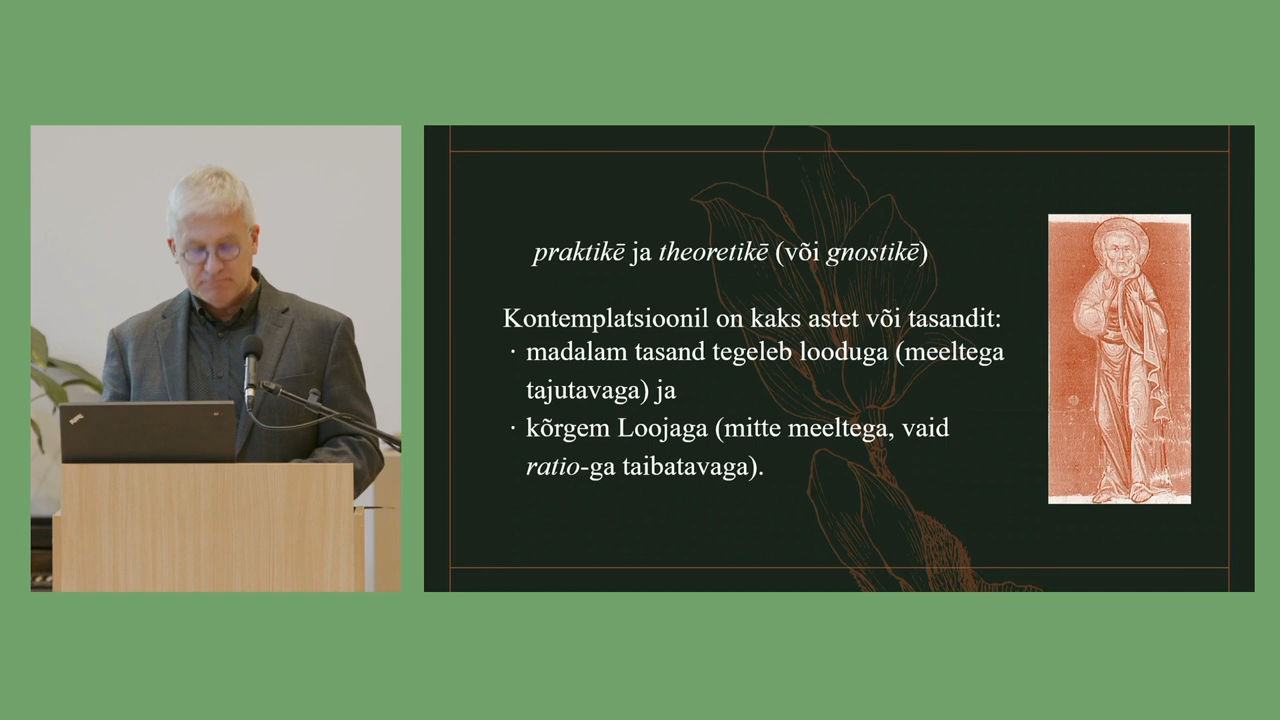 praktikē ja theoretikē (või gnostikē)
Kontemplatsioonil on kaks astet või tasandit:
· madalam tasand tegeleb looduga (meeltega
tajutavaga) ja
· kõrgem Loojaga (mitte meeltega, vaid
ratio-ga taibatavaga).